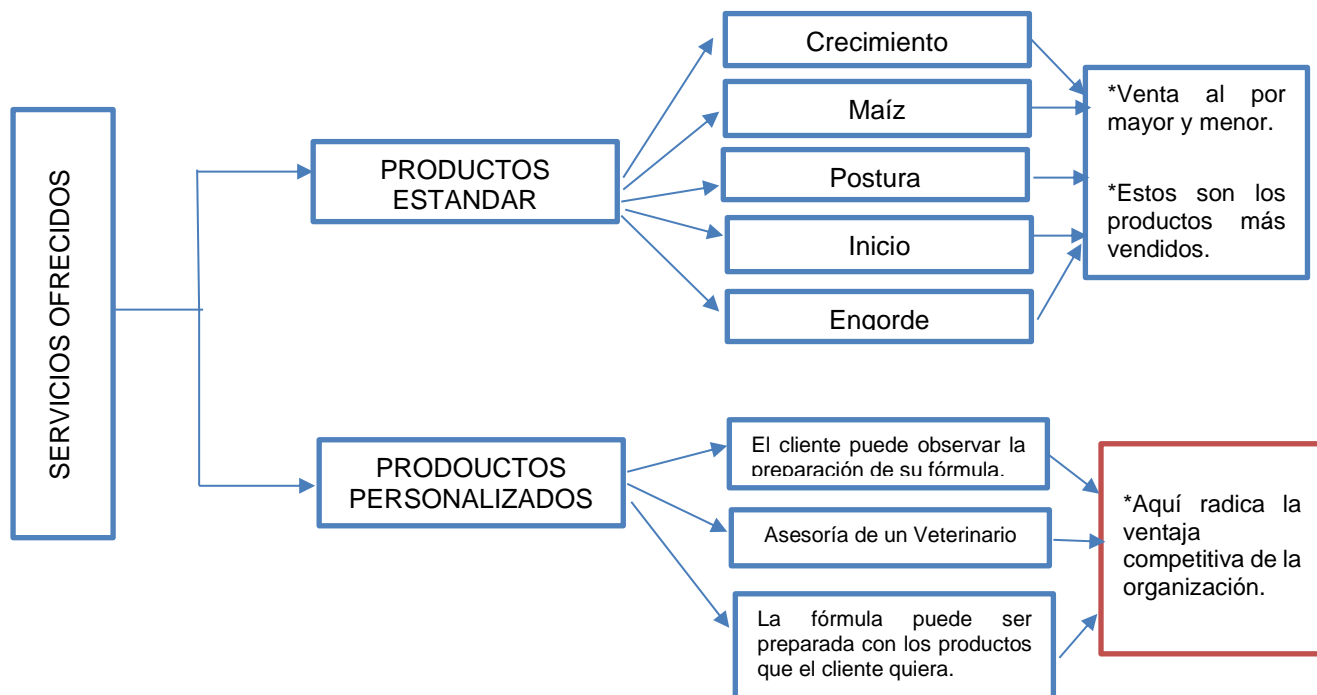 SERVICIOS OFRECIDOS
PRODUCTOS
ESTANDAR
Crecimiento
Maíz
Postura
Inicio
Engorde
*Venta al por
mayor y menor.
*Estos son los
productos más
vendidos.
PRODOUCTOS
PERSONALIZADOS
El cliente puede observar la
preparación de su fórmula.
Asesoría de un Veterinario
La fórmula puede ser
preparada con los productos
que el cliente quiera.
*Aquí radica la
ventaja
competitiva de la
organización.